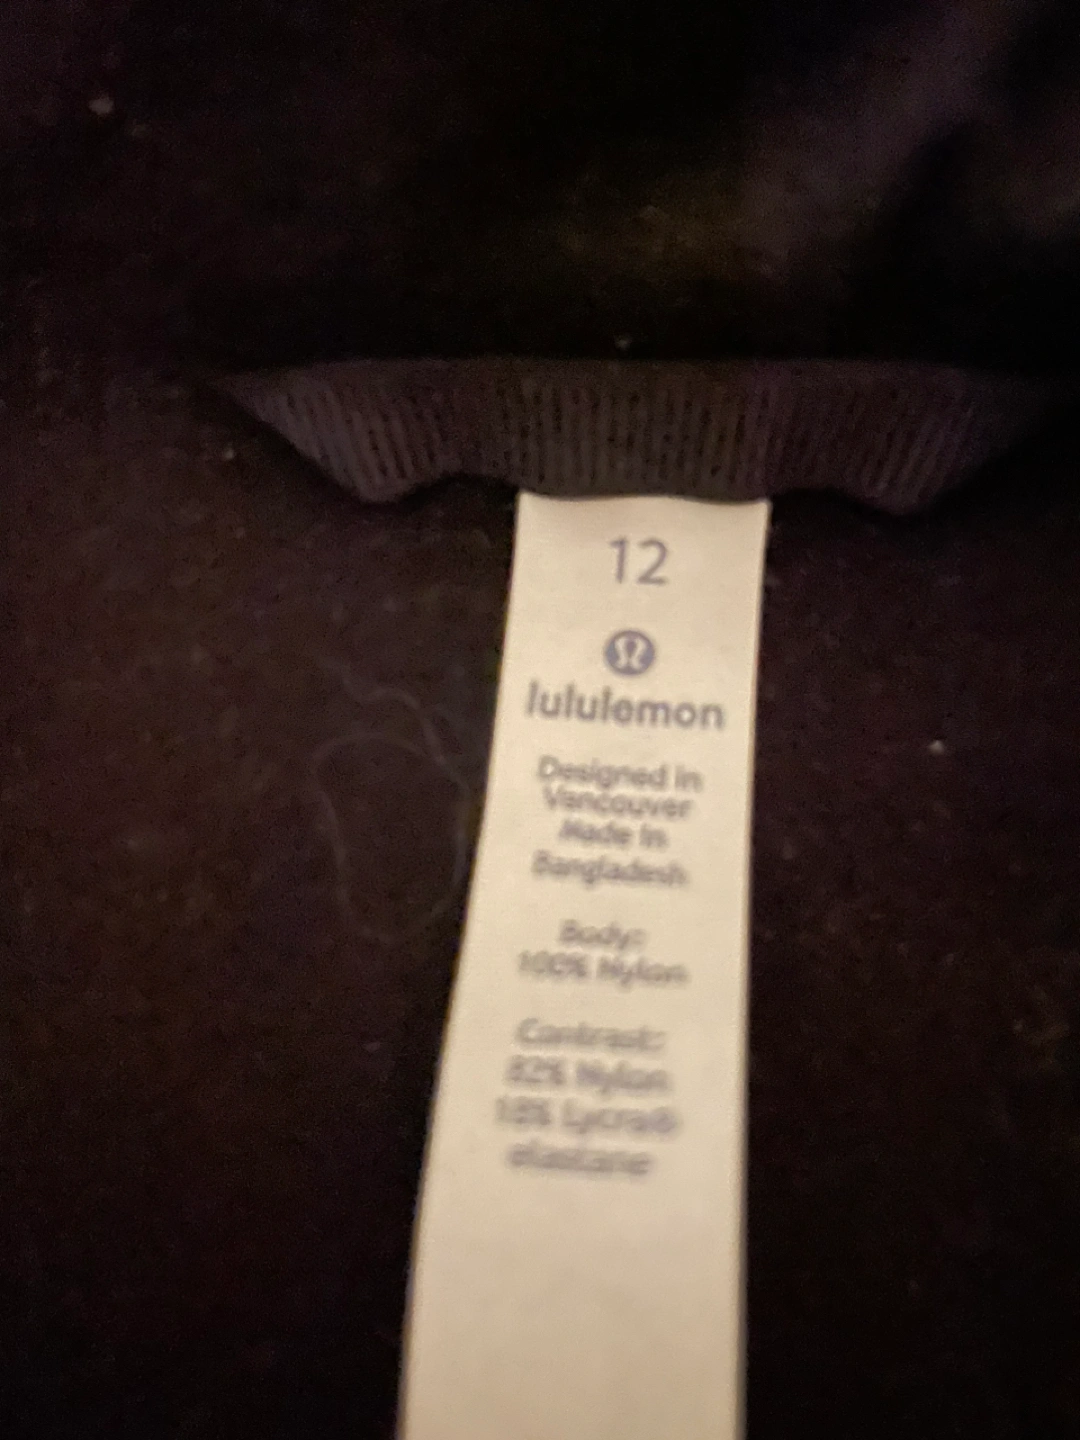 12
lululemon
Designed in
Vancouver
Made in
Bangladesh
Body:
100% Nylon
Contrast:
82% Nylon
18% Lycra®
elastane